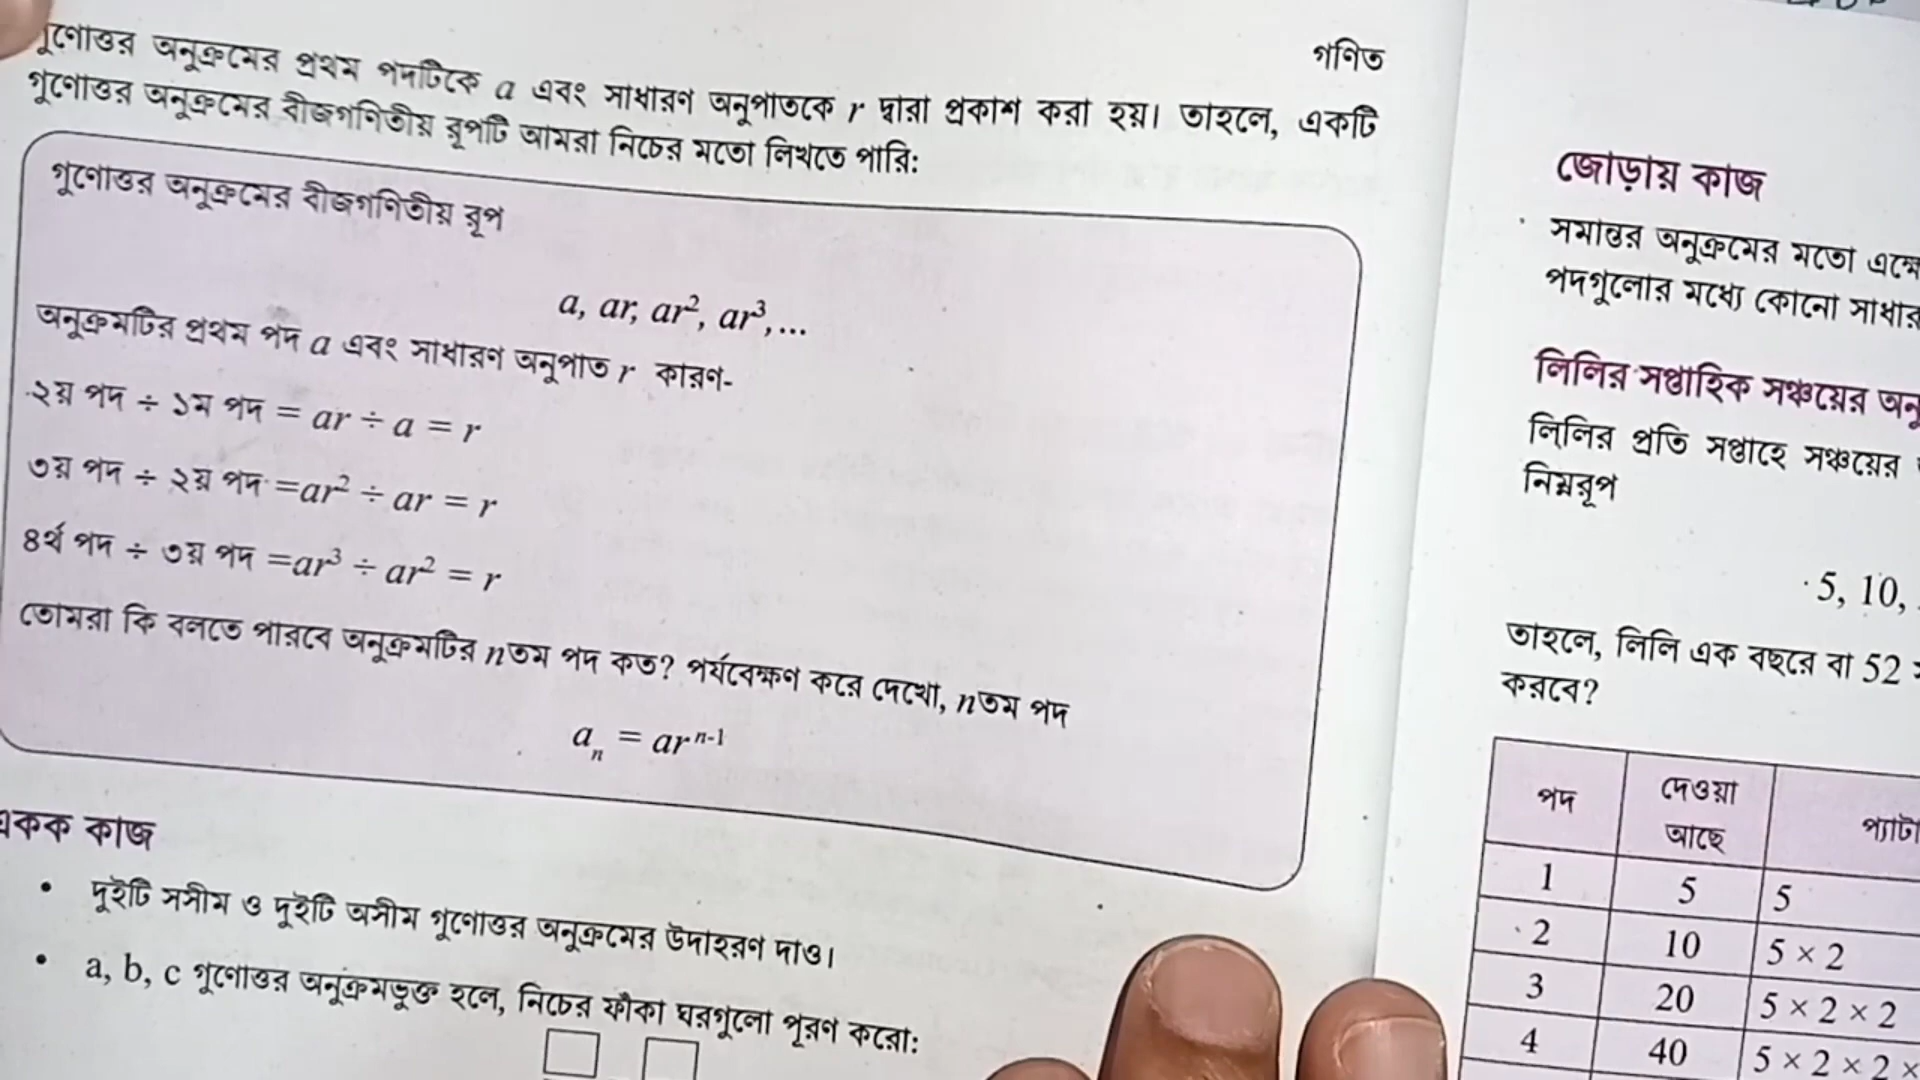 গণিত
গুণোত্তর অনুক্রমের প্রথম পদটিকে a এবং সাধারণ অনুপাতকে r দ্বারা প্রকাশ করা হয়। তাহলে, একটি
গুণোত্তর অনুক্রমের বীজগণিতীয় রূপটি আমরা নিচের মতো লিখতে পারি:
গুণোত্তর অনুক্রমের বীজগণিতীয় রূপ
a, ar, ar², ar³,...
অনুক্রমটির প্রথম পদ a এবং সাধারণ অনুপাত r কারণ-
২য় পদ ÷ ১ম পদ = ar ÷ a = r
৩য় পদ ÷ ২য় পদ =ar² ÷ ar = r
৪র্থ পদ ÷ ৩য় পদ =ar³ ÷ ar² = r
তোমরা কি বলতে পারবে অনুক্রমটির nতম পদ কত? পর্যবেক্ষণ করে দেখো, nতম পদ
aₙ = arⁿ⁻¹
একক কাজ
• দুইটি সসীম ও দুইটি অসীম গুণোত্তর অনুক্রমের উদাহরণ দাও।
• a, b, c গুণোত্তর অনুক্রমভুক্ত হলে, নিচের ফাঁকা ঘরগুলো পূরণ করো:
জোড়ায় কাজ
সমান্তর অনুক্রমের মতো
পদগুলোর মধ্যে কোনো
লিলির সপ্তাহিক সঞ্চয়ের
লিলির প্রতি সপ্তাহে সঞ্চয়ের
নিম্নরূপ
5, 10,
তাহলে, লিলি এক বছরে বা 52
করবে?
পদ দেওয়া
আছে
1 5 5
2 10 5 × 2
3 20 5 × 2 × 2
4 40 5 × 2 × 2 ×